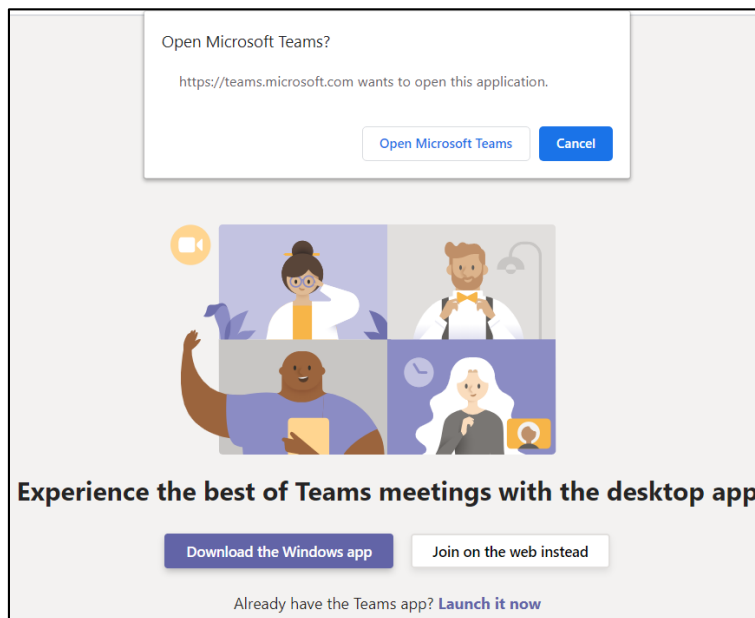 Open Microsoft Teams?
https://teams.microsoft.com wants to open this application.
Open Microsoft Teams
Cancel
Experience the best of Teams meetings with the desktop app
Download the Windows app
Join on the web instead
Already have the Teams app? Launch it now